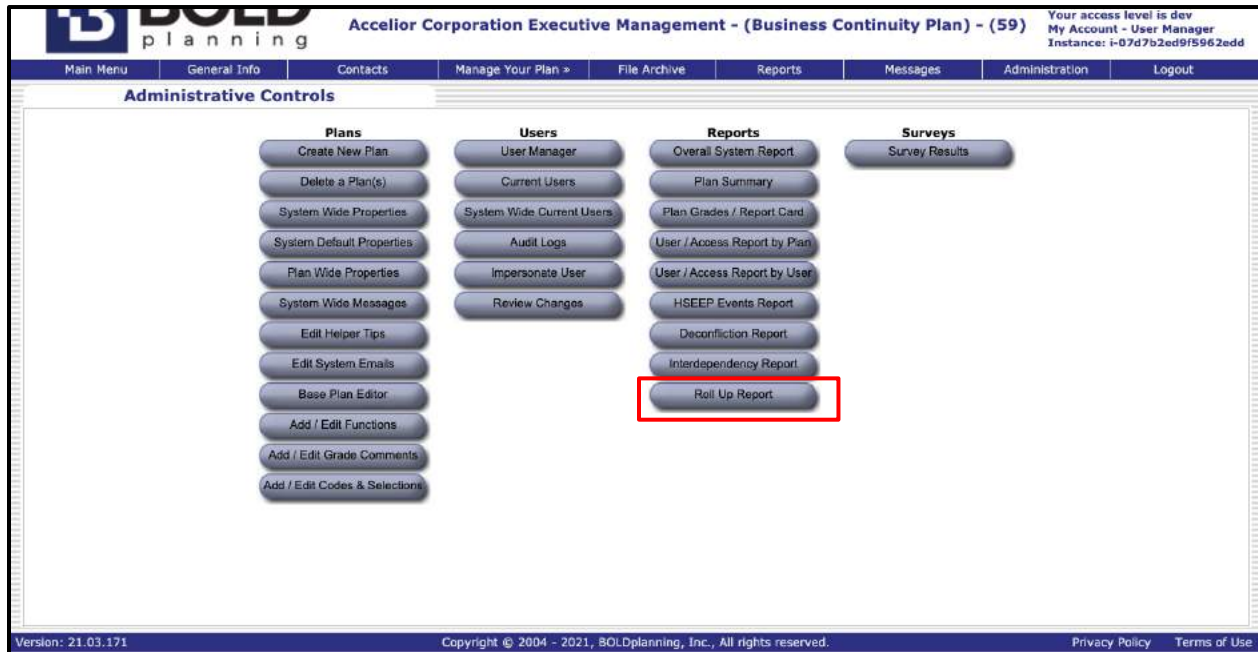 BOLD
planning
Accelior Corporation Executive Management - (Business Continuity Plan) - (59)
Your access level is dev
My Account - User Manager
Instance: i-07d7b2ed9f5962edd
Main Menu General Info Contacts Manage Your Plan » File Archive Reports Messages Administration Logout
Administrative Controls
Plans
Create New Plan
Delete a Plan(s)
System Wide Properties
System Default Properties
Plan Wide Properties
System Wide Messages
Edit Helper Tips
Edit System Emails
Base Plan Editor
Add / Edit Functions
Add / Edit Grade Comments
Add / Edit Codes & Selections
Users
User Manager
Current Users
System Wide Current Users
Audit Logs
Impersonate User
Review Changes
Reports
Overall System Report
Plan Summary
Plan Grades / Report Card
User / Access Report by Plan
User / Access Report by User
HSEEP Events Report
Deconfliction Report
Interdependency Report
Roll Up Report
Surveys
Survey Results
Version: 21.03.171
Copyright © 2004 - 2021, BOLDplanning, Inc., All rights reserved.
Privacy Policy Terms of Use